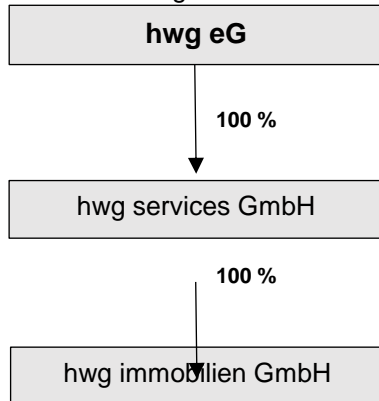 hwg eG
100 %
hwg services GmbH
100 %
hwg immobilien GmbH